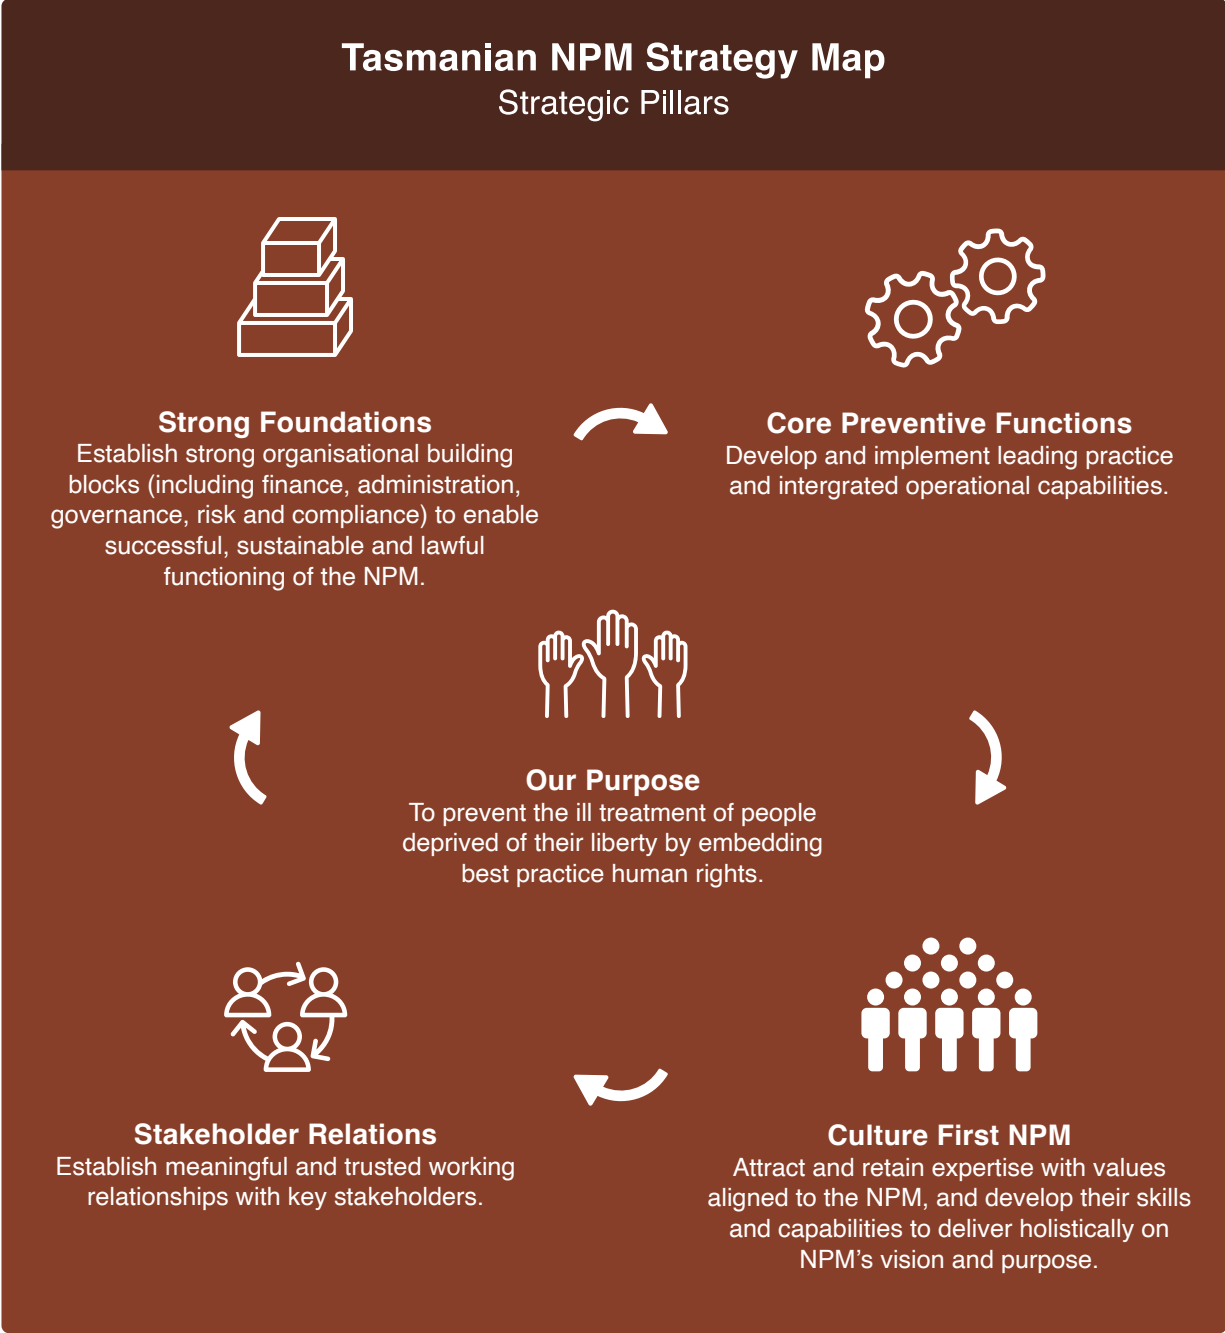 Tasmanian NPM Strategy Map
Strategic Pillars
Strong Foundations
Establish strong organisational building
blocks (including finance, administration,
governance, risk and compliance) to enable
successful, sustainable and lawful
functioning of the NPM.
Core Preventive Functions
Develop and implement leading practice
and intergrated operational capabilities.
Our Purpose
To prevent the ill treatment of people
deprived of their liberty by embedding
best practice human rights.
Stakeholder Relations
Establish meaningful and trusted working
relationships with key stakeholders.
Culture First NPM
Attract and retain expertise with values
aligned to the NPM, and develop their skills
and capabilities to deliver holistically on
NPM’s vision and purpose.